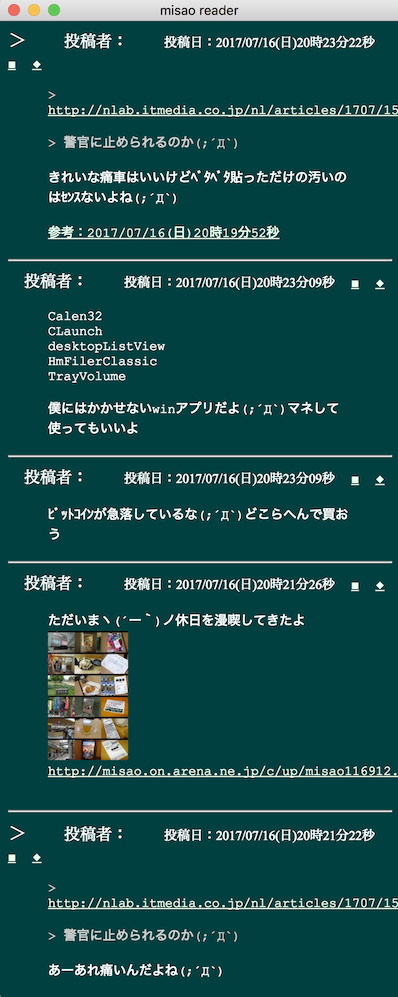 misao reader
> 投稿者： 投稿日：2017/07/16(日)20時23分22秒
■ ◆
>
http://nlab.itmedia.co.jp/nl/articles/1707/15
> 警官に止められるのか(;´Д`)
きれいな痛車はいいけどﾍﾟﾀﾍﾟﾀ貼っただけの汚いの
はｾﾝｽないよね(;´Д`)
参考：2017/07/16(日)20時19分52秒
投稿者： 投稿日：2017/07/16(日)20時23分09秒 ■ ◆
Calen32
CLaunch
desktopListView
HmFilerClassic
TrayVolume
僕にはかかせないwinアプリだよ(;´Д`)マネして
使ってもいいよ
投稿者： 投稿日：2017/07/16(日)20時23分09秒 ■ ◆
ﾋﾞｯﾄｺｲﾝが急落しているな(;´Д`)どこらへんで買お
う
投稿者： 投稿日：2017/07/16(日)20時21分26秒 ■ ◆
ただいまヽ(´ー｀)ノ休日を漫喫してきたよ
http://misao.on.arena.ne.jp/c/up/misao116912.
> 投稿者： 投稿日：2017/07/16(日)20時21分22秒
■ ◆
>
http://nlab.itmedia.co.jp/nl/articles/1707/15
> 警官に止められるのか(;´Д`)
あーあれ痛いんだよね(;´Д`)